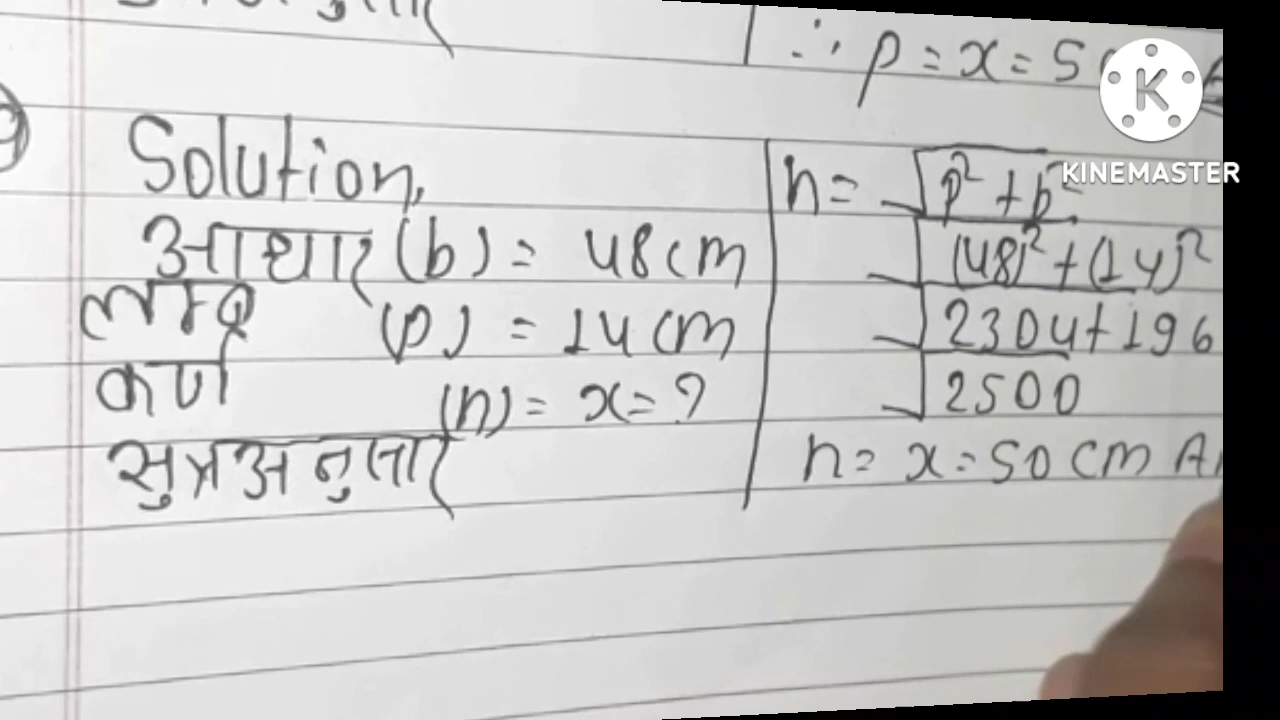 ∴ p = x = 5
Solution,
आधार (b) = 48 cm
लम्ब (p) = 14 cm
कर्ण (h) = x = ?
सुत्रअनुसार
h = √p² + b²
√(48)² + (14)²
√2304 + 196
√2500
h = x = 50 cm A
K
KINEMASTER